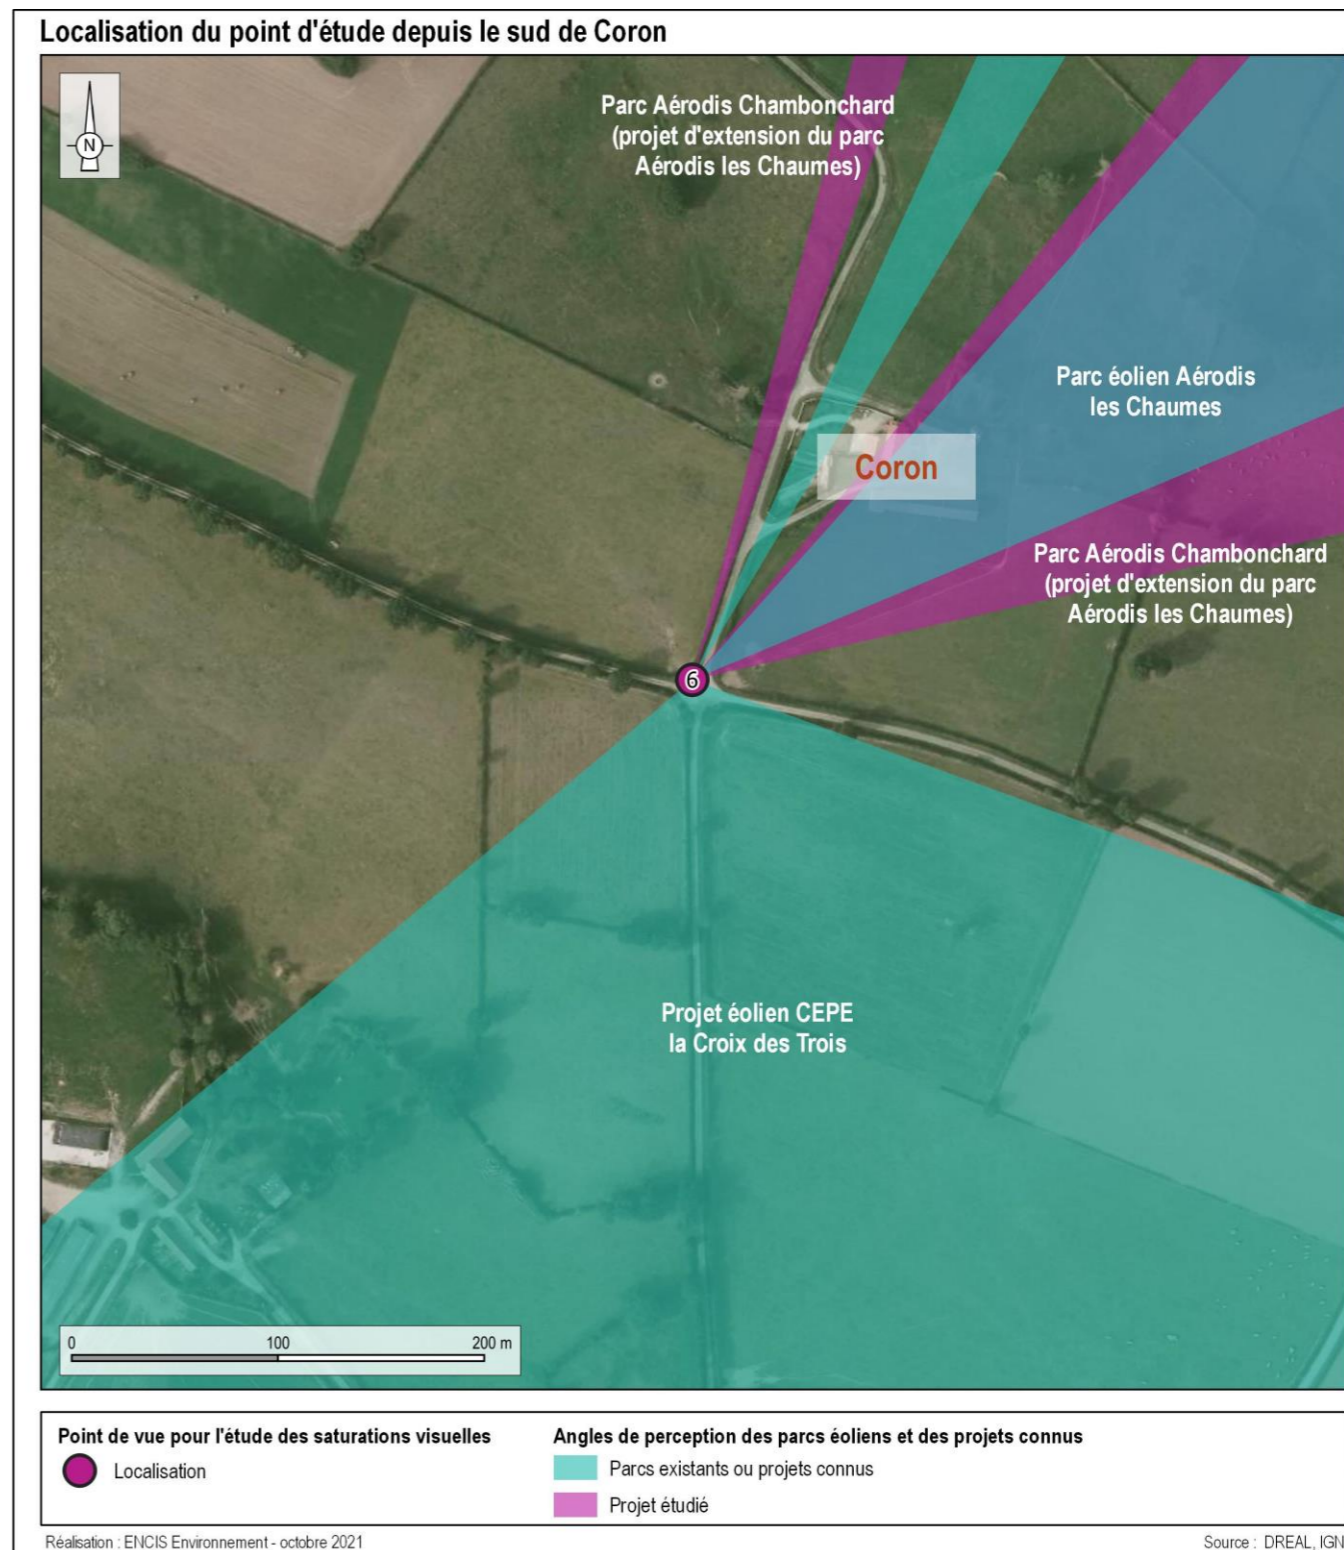 Localisation du point d'étude depuis le sud de Coron
N
Parc Aérodis Chambonchard
(projet d'extension du parc
Aérodis les Chaumes)
Parc éolien Aérodis
les Chaumes
Coron
Parc Aérodis Chambonchard
(projet d'extension du parc
Aérodis les Chaumes)
6
Projet éolien CEPE
la Croix des Trois
0 100 200 m
Point de vue pour l'étude des saturations visuelles
Localisation
Angles de perception des parcs éoliens et des projets connus
Parcs existants ou projets connus
Projet étudié
Réalisation : ENCIS Environnement - octobre 2021
Source : DREAL, IGN